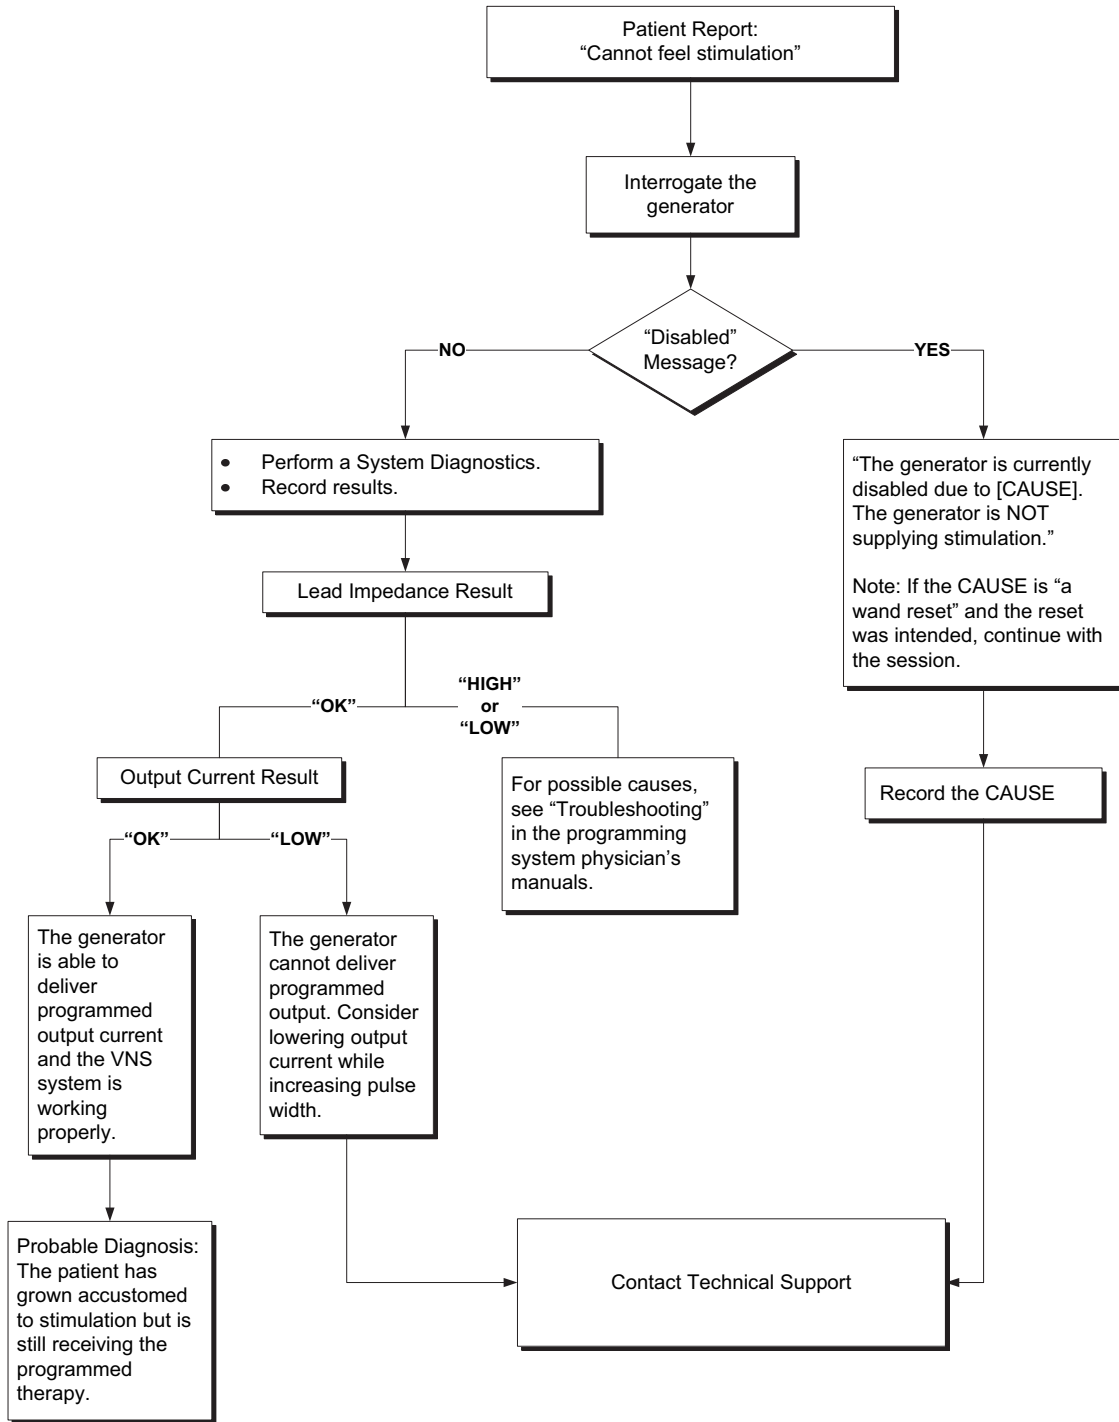 Patient Report:
“Cannot feel stimulation”
Interrogate the
generator
“Disabled”
Message?
NO
YES
• Perform a System Diagnostics.
• Record results.
“The generator is currently
disabled due to [CAUSE].
The generator is NOT
supplying stimulation.”
Note: If the CAUSE is “a
wand reset” and the reset
was intended, continue with
the session.
Lead Impedance Result
“OK”
“HIGH”
or
“LOW”
Output Current Result
For possible causes,
see “Troubleshooting”
in the programming
system physician’s
manuals.
Record the CAUSE
“OK”
“LOW”
The generator
is able to
deliver
programmed
output current
and the VNS
system is
working
properly.
The generator
cannot deliver
programmed
output. Consider
lowering output
current while
increasing pulse
width.
Probable Diagnosis:
The patient has
grown accustomed
to stimulation but is
still receiving the
programmed
therapy.
Contact Technical Support